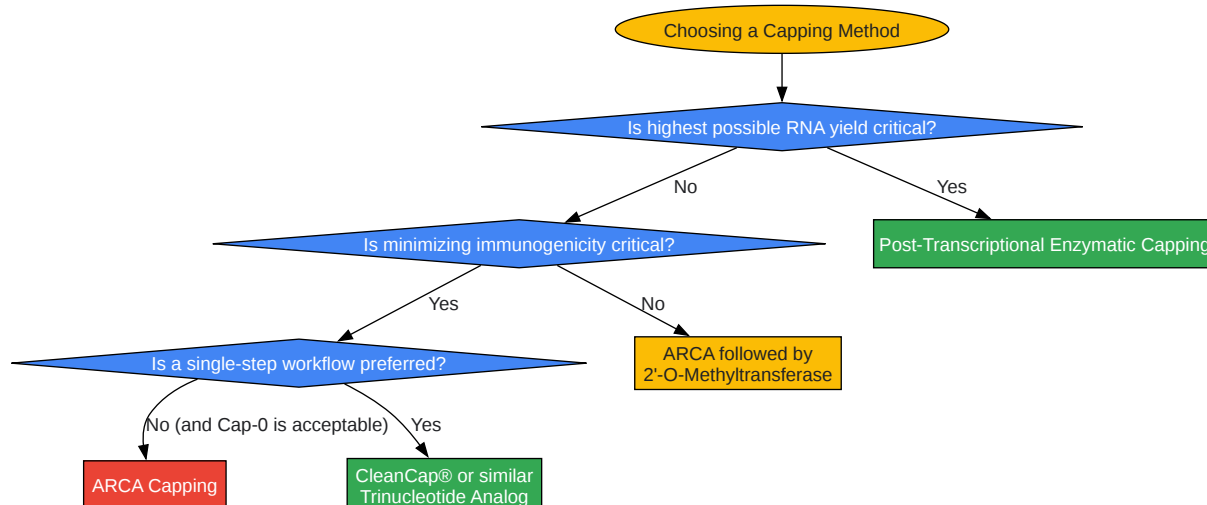 Choosing a Capping Method
Is highest possible RNA yield critical?
No
Yes
Is minimizing immunogenicity critical?
Post-Transcriptional Enzymatic Capping
Yes
No
Is a single-step workflow preferred?
ARCA followed by
2'-O-Methyltransferase
No (and Cap-0 is acceptable)
Yes
ARCA Capping
CleanCap® or similar
Trinucleotide Analog